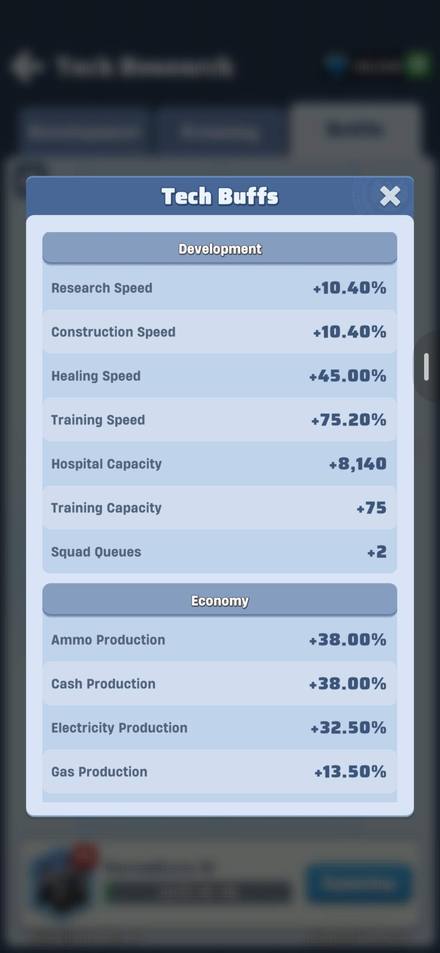 Tech Research
Tech Buffs
Development
Research Speed +10.40%
Construction Speed +10.40%
Healing Speed +45.00%
Training Speed +75.20%
Hospital Capacity +8,140
Training Capacity +75
Squad Queues +2
Economy
Ammo Production +38.00%
Cash Production +38.00%
Electricity Production +32.50%
Gas Production +13.50%